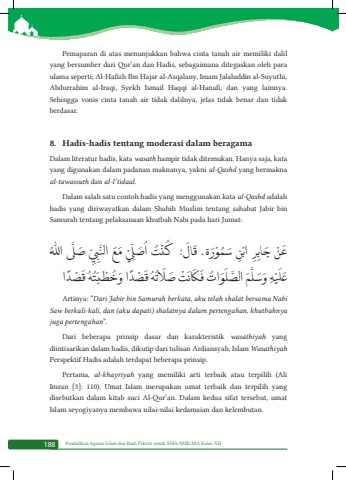 Pemaparan di atas menunjukkan bahwa cinta tanah air memiliki dalil
yang bersumber dari Qur'an dan Hadis, sebagaimana ditegaskan oleh para
ulama seperti; Al-Hafizh Ibn Hajar al-Asqalany, Imam Jalaluddin al-Suyuthi,
Abdurrahim al-Iraqi, Syekh Ismail Haqqi al-Hanafi, dan yang lainnya.
Sehingga vonis cinta tanah air tidak dalilnya, jelas tidak benar dan tidak
berdasar.
8. Hadis-hadis tentang moderasi dalam beragama
Dalam literatur hadis, kata wasath hampir tidak ditemukan. Hanya saja, kata
yang digunakan dalam padanan maknanya, yakni al-Qashd yang bermakna
al-tawassuth dan al-I'tidaal.
Dalam salah satu contoh hadis yang menggunakan kata al-Qashd adalah
hadis yang diriwayatkan dalam Shahih Muslim tentang sahabat Jabir bin
Samurah tentang pelaksanaan khutbah Nabi pada hari Jumat:
عَنْ جَابِرِ ابْنِ سَمُوْرَة. قَالَ: كُنْتُ اُصَلِّيْ مَعَ النَّبِيِّ صَلَّى اللهُ
عَلَيْهِ وَسَلَّمَ الصَّلَوَاتُ فَكَانَتْ صَلَاتُهُ قَصْدًا وَخُطْبَتُهُ قَصْدًا
Artinya: "Dari Jabir bin Samurah berkata, aku telah shalat bersama Nabi
Saw berkali-kali, dan (aku dapati) shalatnya dalam pertengahan, khutbahnya
juga pertengahan".
Dari beberapa prinsip dasar dan karakteristik wasathiyah yang
diintisarikan dalam hadis, dikutip dari tulisan Ardiansyah, Islam Wasathiyah
Perspektif Hadis adalah terdapat beberapa prinsip.
Pertama, al-khayriyah yang memiliki arti terbaik atau terpilih (Ali
Imran [3]: 110). Umat Islam merupakan umat terbaik dan terpilih yang
disebutkan dalam kitab suci Al-Qur'an. Dalam kedua sifat tersebut, umat
Islam seyogiyanya membawa nilai-nilai kedamaian dan kelembutan.
188 Pendidikan Agama Islam dan Budi Pekerti untuk SMA/SMK/MA Kelas XII